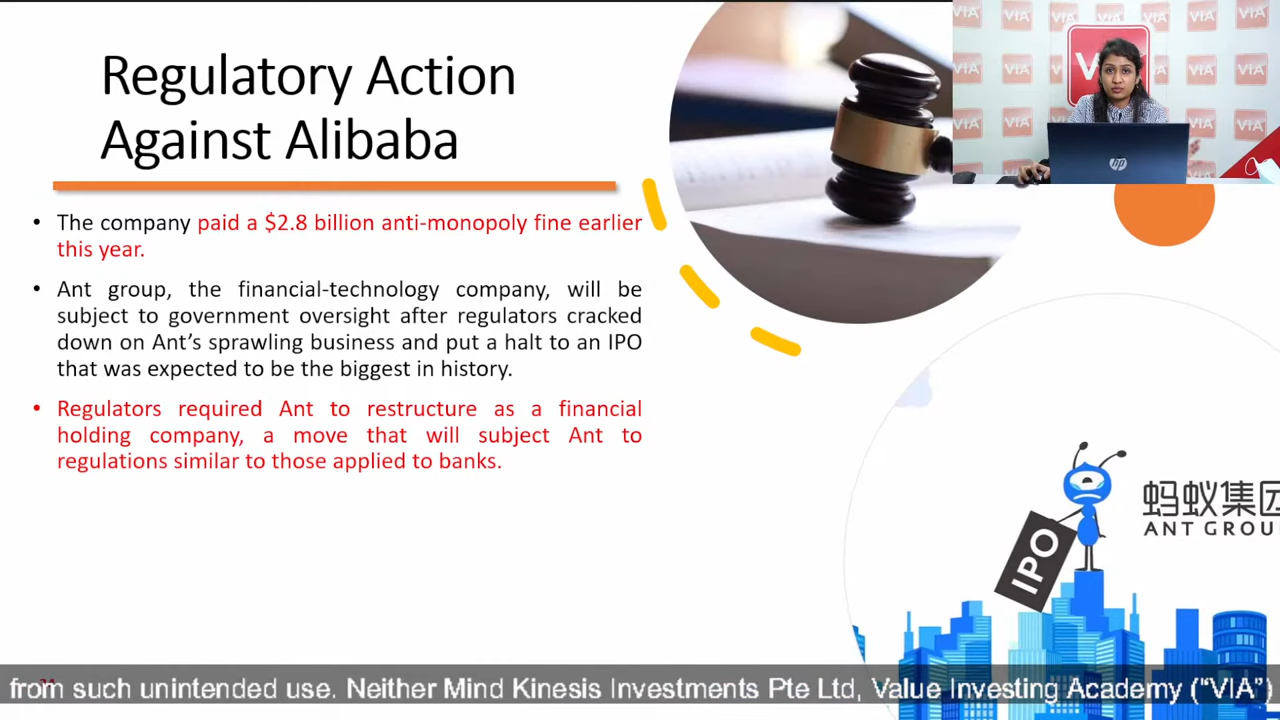 Regulatory Action
Against Alibaba
• The company paid a $2.8 billion anti-monopoly fine earlier
this year.
• Ant group, the financial-technology company, will be
subject to government oversight after regulators cracked
down on Ant’s sprawling business and put a halt to an IPO
that was expected to be the biggest in history.
• Regulators required Ant to restructure as a financial
holding company, a move that will subject Ant to
regulations similar to those applied to banks.
VIA
hp
IPO
蚂蚁集团
ANT GROU
from such unintended use. Neither Mind Kinesis Investments Pte Ltd, Value Investing Academy (“VIA”)